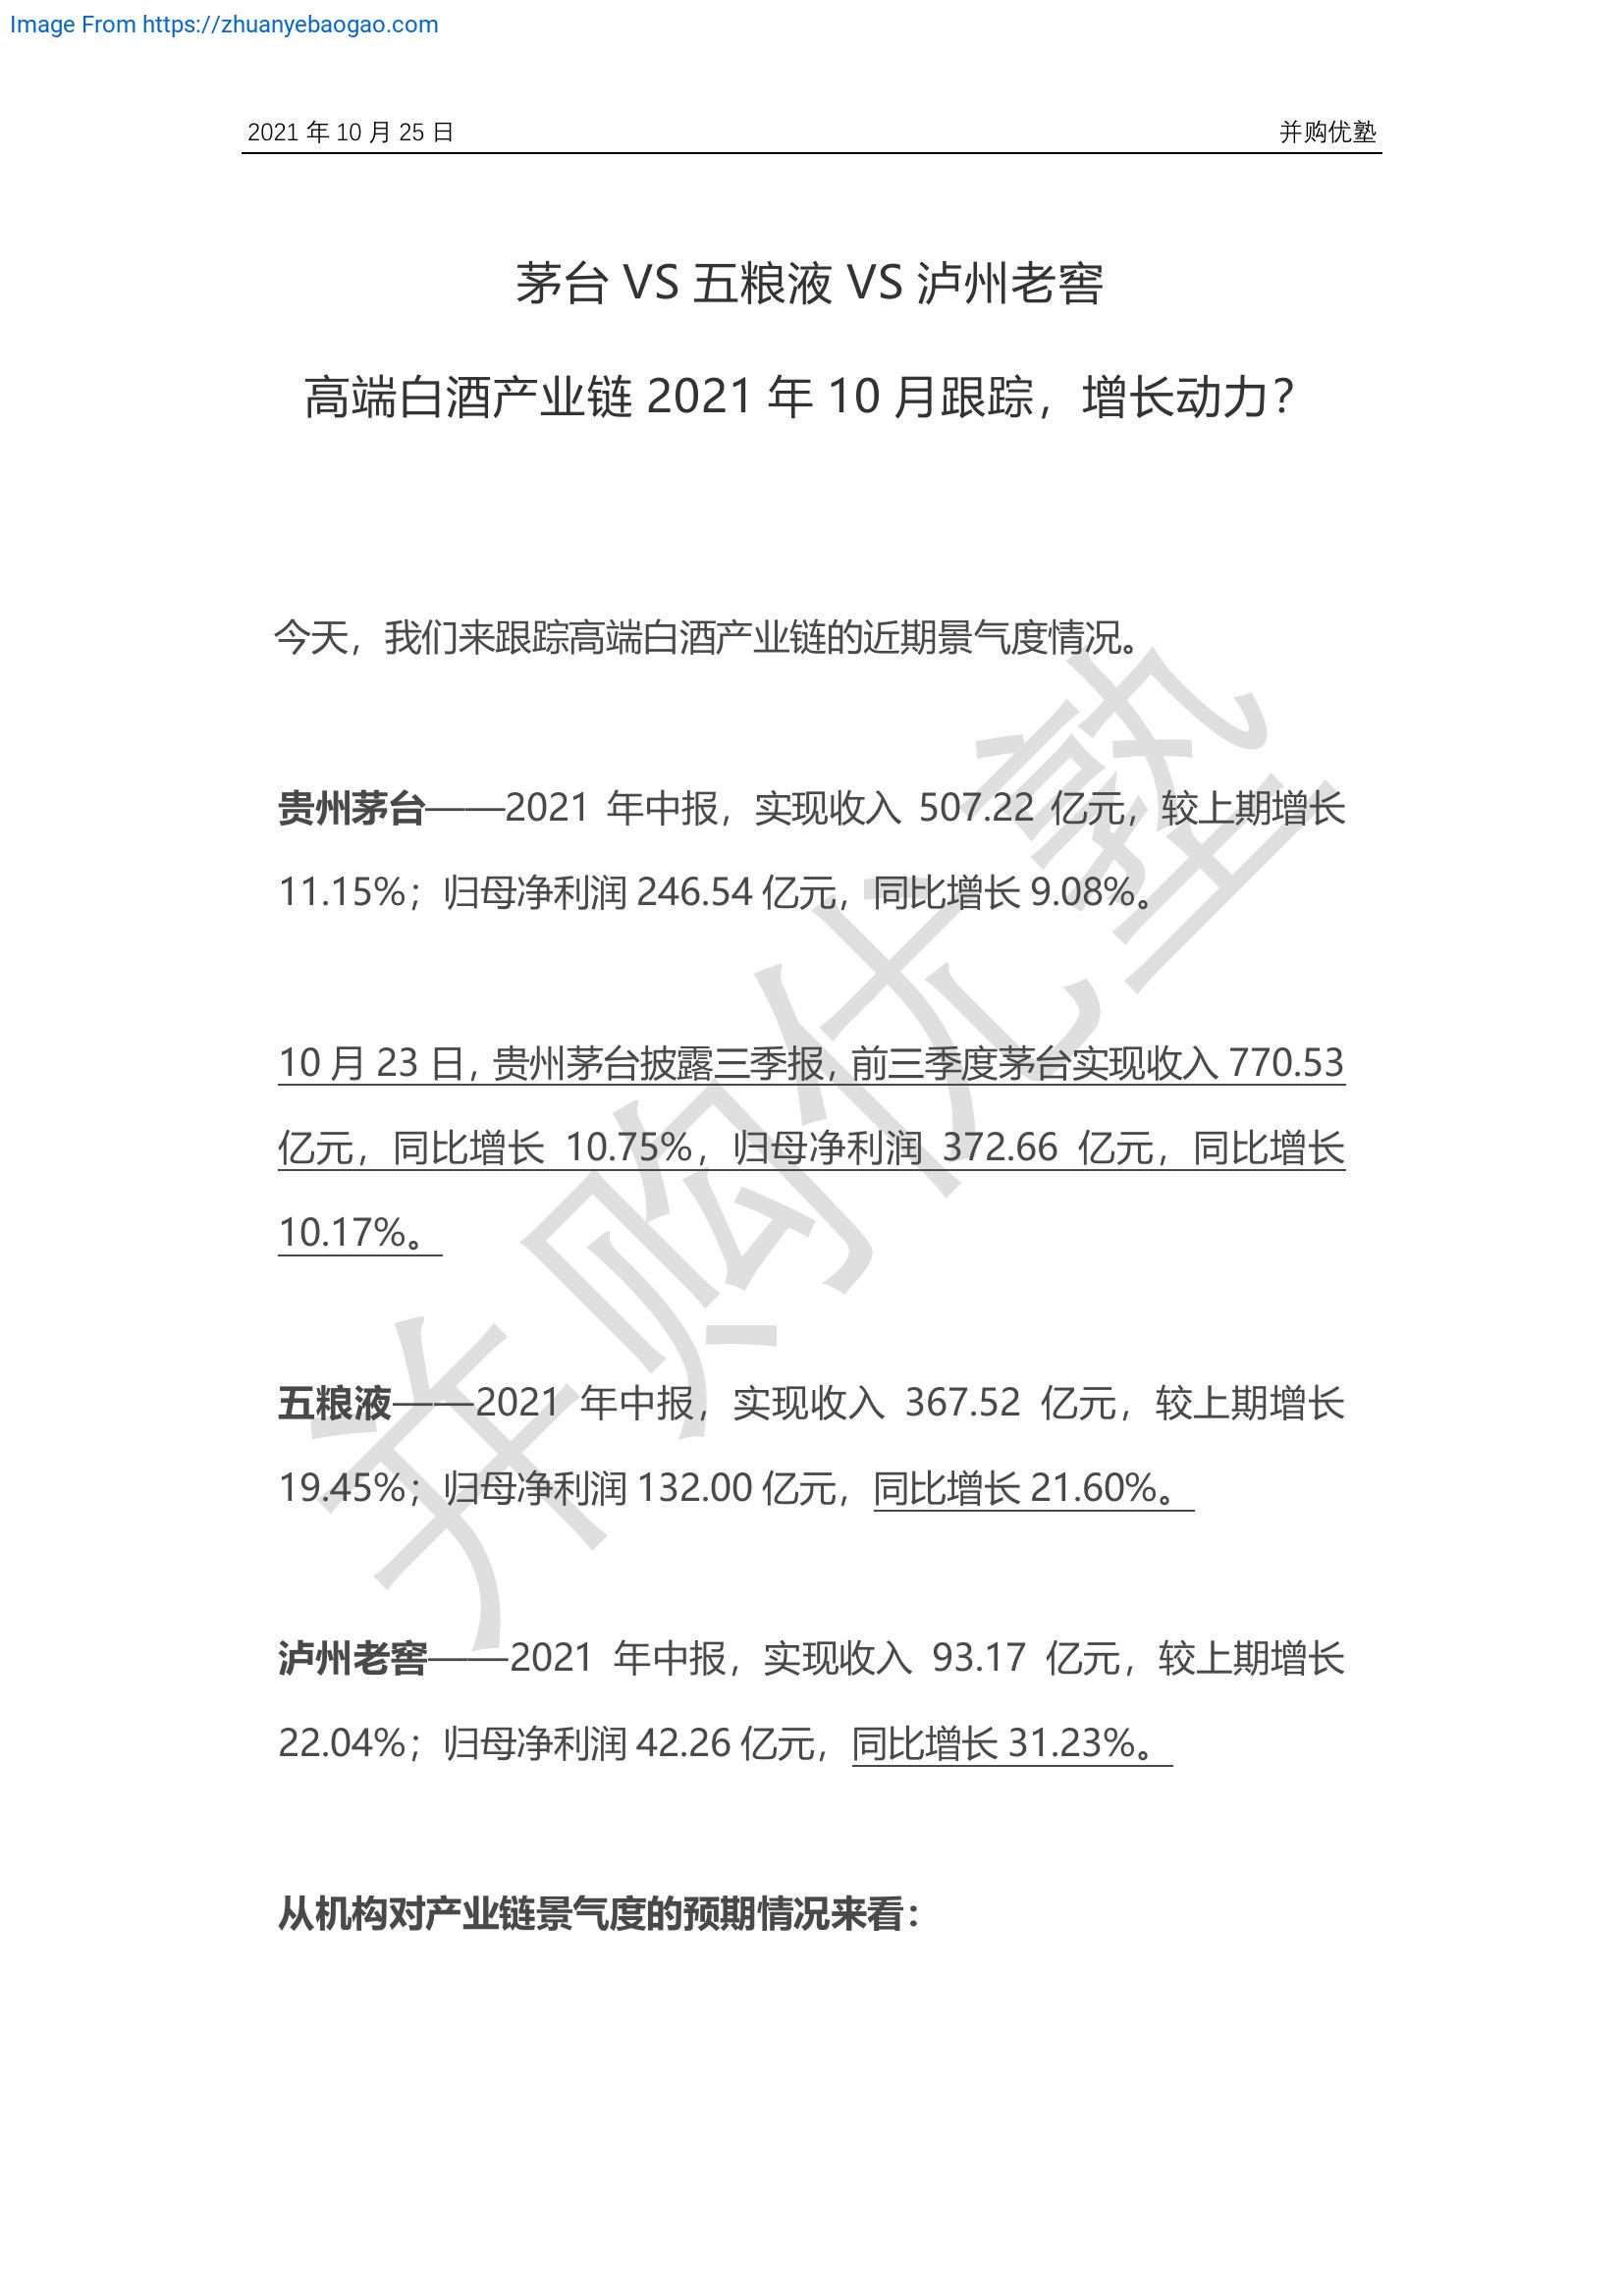 Image From https://zhuanyebaogao.com
2021 年 10 月 25 日 并购优塾
茅台 VS 五粮液 VS 泸州老窖
高端白酒产业链 2021 年 10 月跟踪，增长动力？
今天，我们来跟踪高端白酒产业链的近期景气度情况。
贵州茅台——2021 年中报，实现收入 507.22 亿元，较上期增长
11.15%；归母净利润 246.54 亿元，同比增长 9.08%。
10 月 23 日，贵州茅台披露三季报，前三季度茅台实现收入 770.53
亿元，同比增长 10.75%，归母净利润 372.66 亿元，同比增长
10.17%。
五粮液——2021 年中报，实现收入 367.52 亿元，较上期增长
19.45%；归母净利润 132.00 亿元，同比增长 21.60%。
泸州老窖——2021 年中报，实现收入 93.17 亿元，较上期增长
22.04%；归母净利润 42.26 亿元，同比增长 31.23%。
从机构对产业链景气度的预期情况来看：
并购优塾